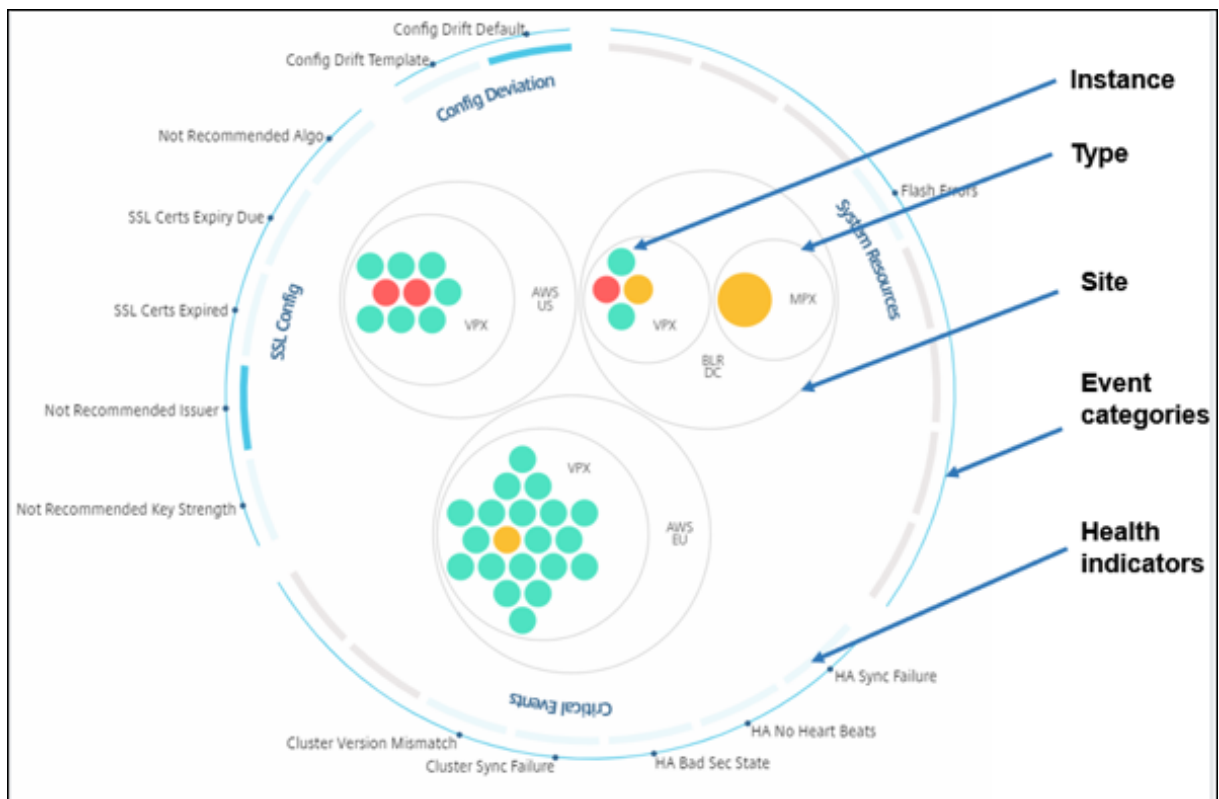 Config Drift Default
Config Drift Template
Config Deviation
Instance
Not Recommended Algo
Type
Flash Errors
SSL Certs Expiry Due
System Resources
Site
AWS
US
VPX
VPX
MPX
SSL Certs Expired
SSL Config
BLR
DC
Event
categories
Not Recommended Issuer
VPX
Not Recommended Key Strength
AWS
EU
Health
indicators
HA Sync Failure
Critical Events
HA No Heart Beats
Cluster Version Mismatch
Cluster Sync Failure
HA Bad Sec State